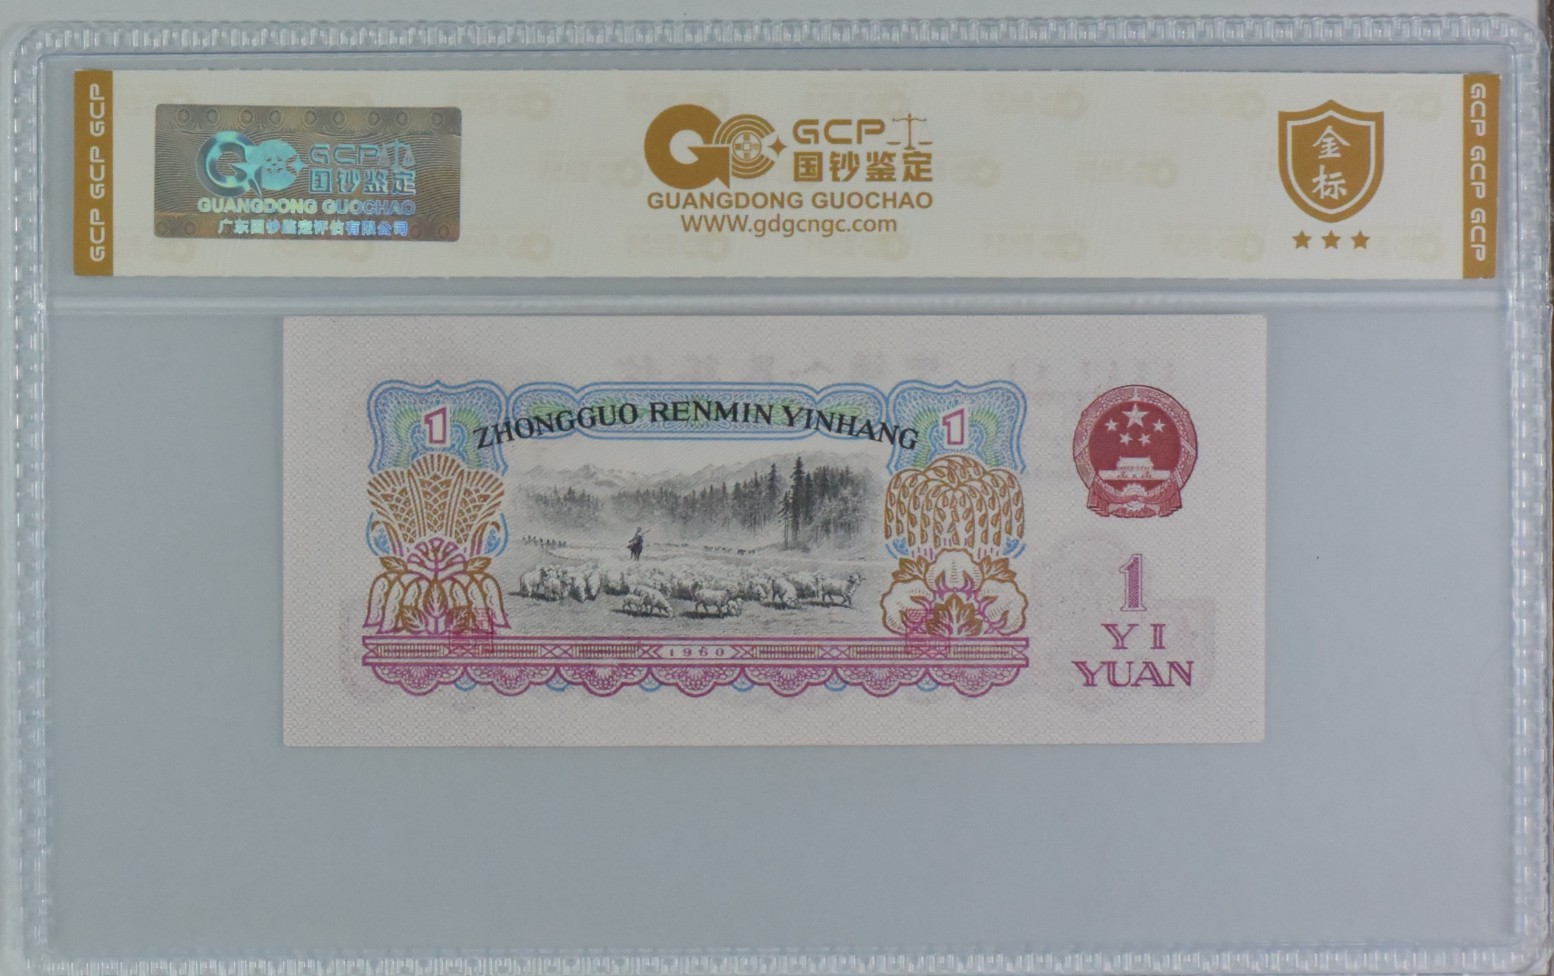 GCP GCP GCP
GCP
国钞鉴定
GUANGDONG GUOCHAO
广东国钞鉴定评估有限公司
GCP
国钞鉴定
GUANGDONG GUOCHAO
WWW.gdgcngc.com
金
标
GCP GCP GCP
1
ZHONGGUO RENMIN YINHANG
1
1960
1
YI
YUAN